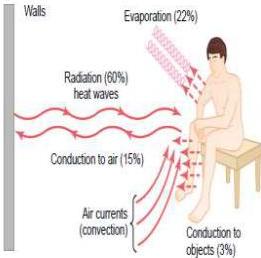 Walls
Evaporation (22%)
Radiation (60%)
heat waves
Conduction to air (15%)
Air currents
(convection)
Conduction to
objects (3%)